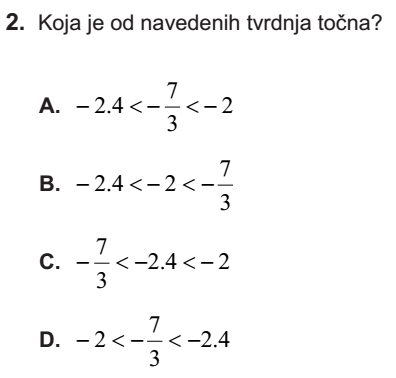 2. Koja je od navedenih tvrdnja točna?
A. − 2.4 < − 7/3 < − 2
B. − 2.4 < − 2 < − 7/3
C. − 7/3 < −2.4 < − 2
D. − 2 < − 7/3 < −2.4